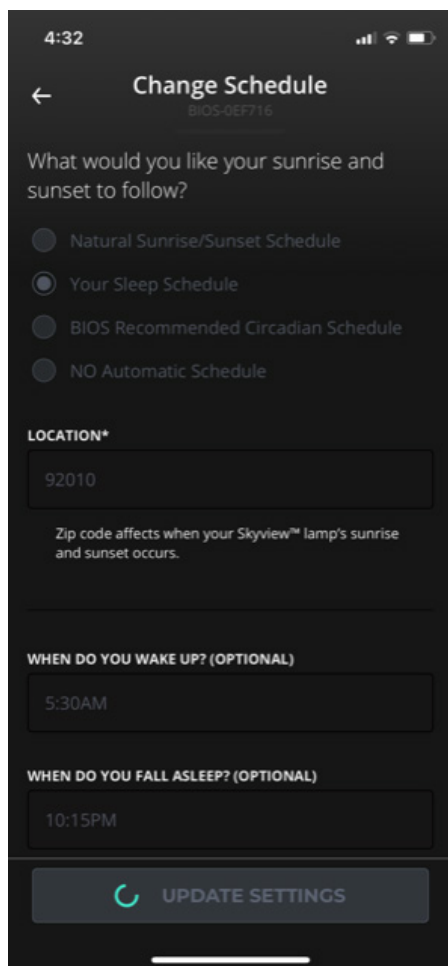 4:32
Change Schedule
BIOS-0EF716
What would you like your sunrise and
sunset to follow?
Natural Sunrise/Sunset Schedule
Your Sleep Schedule
BIOS Recommended Circadian Schedule
NO Automatic Schedule
LOCATION*
92010
Zip code affects when your Skyview™ lamp's sunrise
and sunset occurs.
WHEN DO YOU WAKE UP? (OPTIONAL)
5:30AM
WHEN DO YOU FALL ASLEEP? (OPTIONAL)
10:15PM
UPDATE SETTINGS